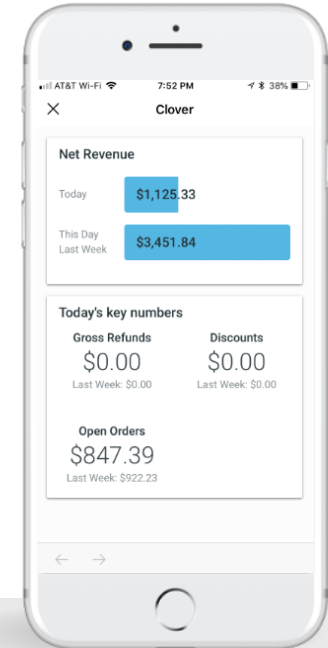 AT&T Wi-Fi 7:52 PM 38%
Clover
Net Revenue
Today $1,125.33
This Day
Last Week $3,451.84
Today's key numbers
Gross Refunds Discounts
$0.00 $0.00
Last Week: $0.00 Last Week: $0.00
Open Orders
$847.39
Last Week: $922.23